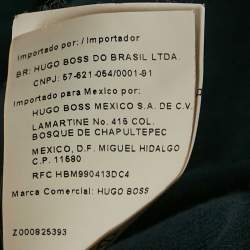 Importado por: / Importador
BR: HUGO BOSS DO BRASIL LTDA.
CNPJ: 57-621-054/0001-91
Importado para Mexico por:
HUGO BOSS MEXICO S.A. DE C.V.
LAMARTINE No. 416 COL.
BOSQUE DE CHAPULTEPEC
MEXICO, D.F. MIGUEL HIDALGO
C.P. 11580
RFC HBM990413DC4
Marca Comercial: HUGO BOSS
Z000825393